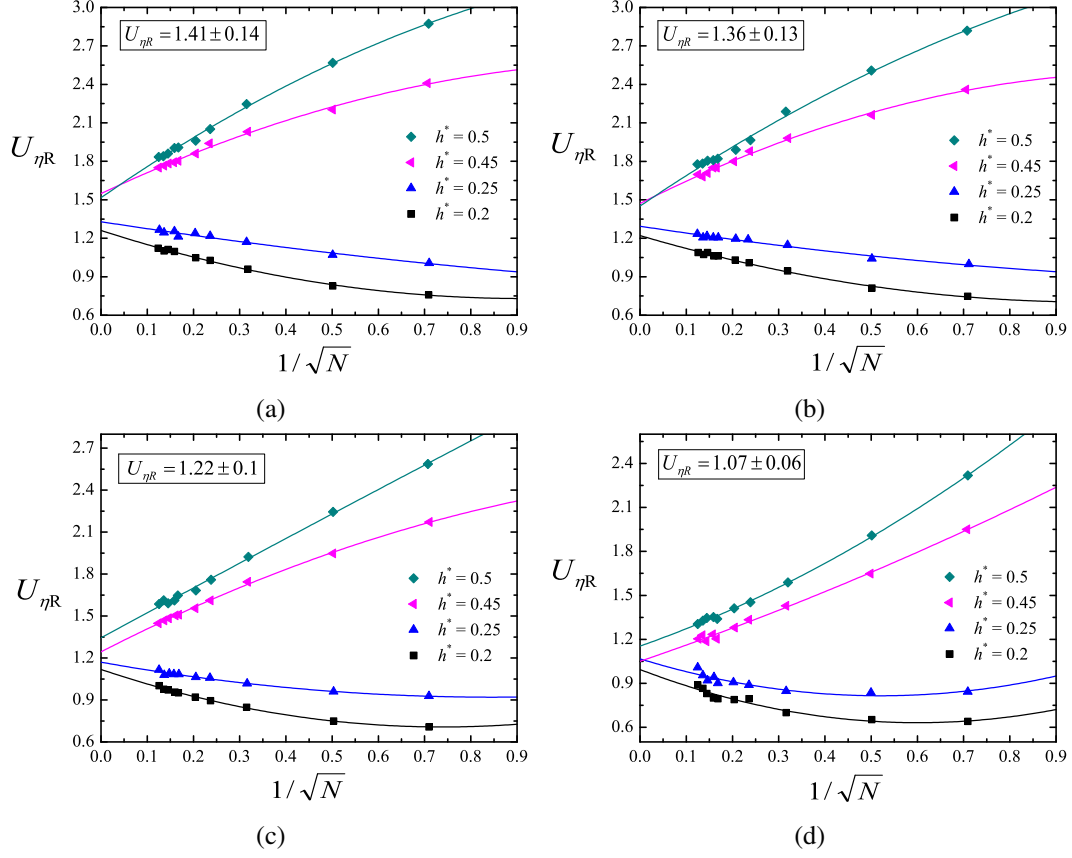 3.0
2.7
2.4
2.1
1.8
1.5
1.2
0.9
0.6
U_ηR
U_ηR = 1.41 ± 0.14
h* = 0.5
h* = 0.45
h* = 0.25
h* = 0.2
0.0 0.1 0.2 0.3 0.4 0.5 0.6 0.7 0.8 0.9
1/√N
(a)
3.0
2.7
2.4
2.1
1.8
1.5
1.2
0.9
0.6
U_ηR
U_ηR = 1.36 ± 0.13
h* = 0.5
h* = 0.45
h* = 0.25
h* = 0.2
0.0 0.1 0.2 0.3 0.4 0.5 0.6 0.7 0.8 0.9
1/√N
(b)
2.7
2.4
2.1
1.8
1.5
1.2
0.9
0.6
U_ηR
U_ηR = 1.22 ± 0.1
h* = 0.5
h* = 0.45
h* = 0.25
h* = 0.2
0.0 0.1 0.2 0.3 0.4 0.5 0.6 0.7 0.8 0.9
1/√N
(c)
2.4
2.1
1.8
1.5
1.2
0.9
0.6
U_ηR
U_ηR = 1.07 ± 0.06
h* = 0.5
h* = 0.45
h* = 0.25
h* = 0.2
0.0 0.1 0.2 0.3 0.4 0.5 0.6 0.7 0.8 0.9
1/√N
(d)